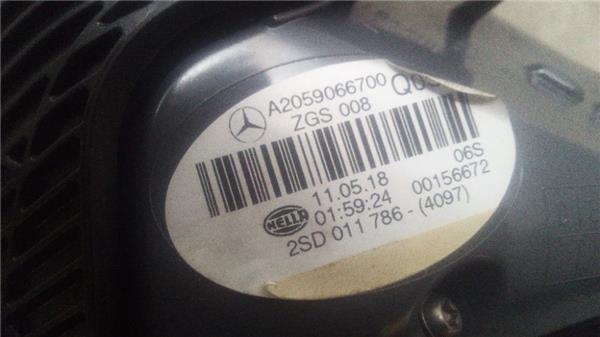 A2059066700
ZGS 008
11.05.18 06S
HELLA 01:59:24 00156672
2SD 011 786-(4097)